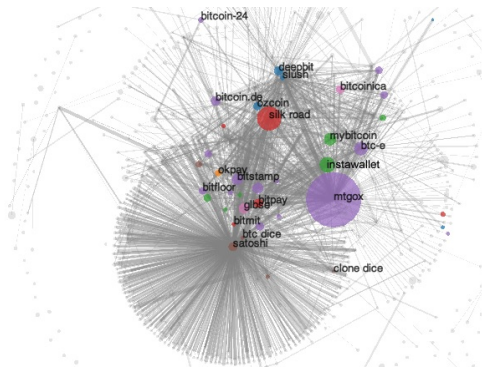 bitcoin-24
deepbit
slush
bitcoinica
bitcoin.de
ozcoin
silk road
mybitcoin
btc-e
instawallet
okpay
bitstamp
bitfloor
mtgox
bitpay
glbse
bitmit
btc dice
satoshi
clone dice